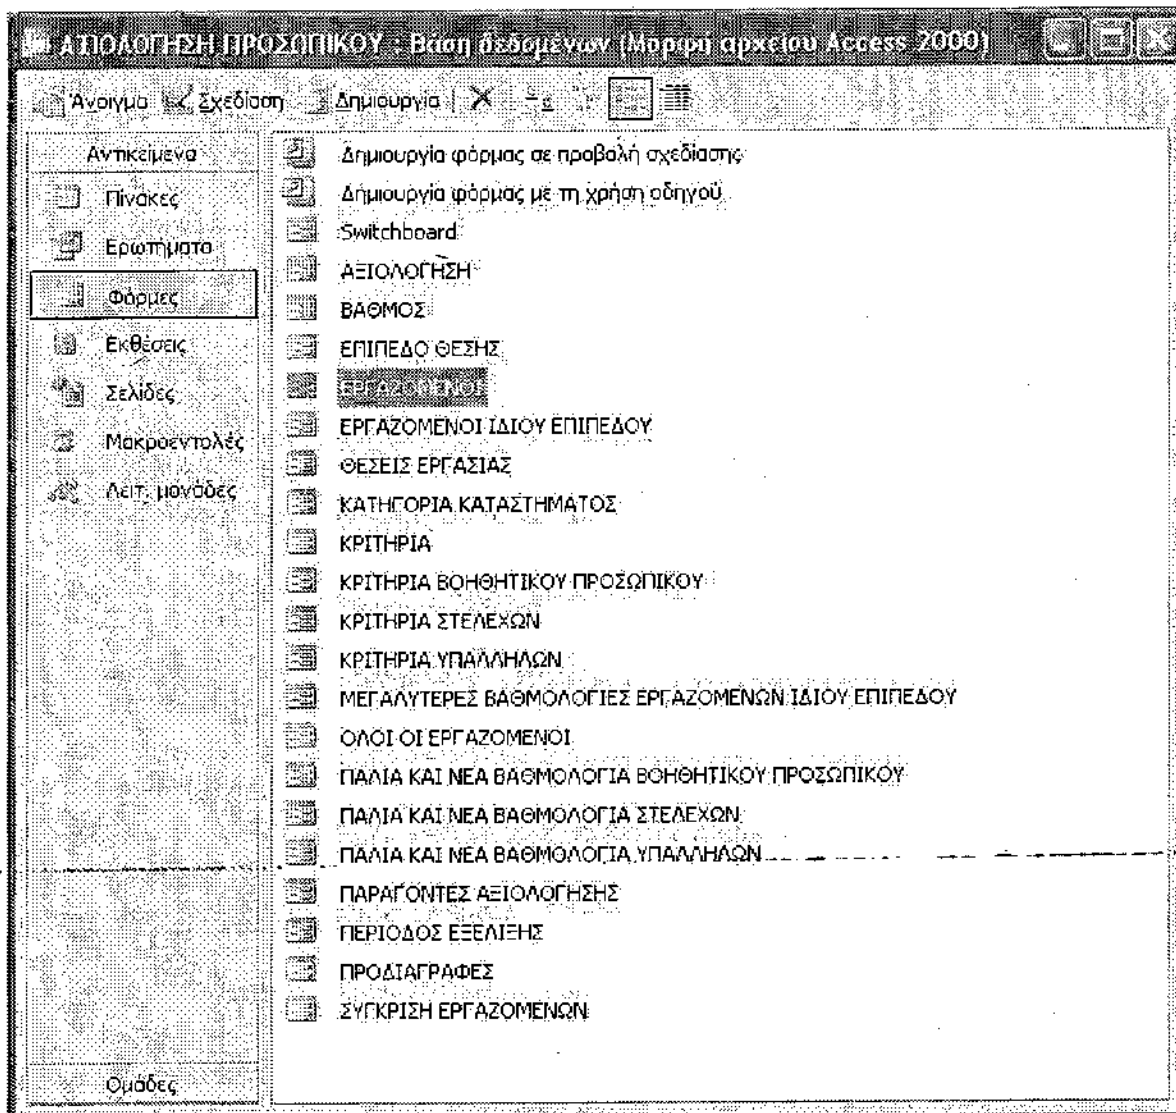 ΑΤΙΟΛΟΓΗΣΗ ΠΡΟΣΩΠΙΚΟΥ : Βάση δεδομένων (Μορφή αρχείου Access 2000)
Άνοιγμα Σχεδίαση Δημιουργία
Αντικείμενα
Πίνακες
Ερωτήματα
Φόρμες
Εκθέσεις
Σελίδες
Μακροεντολές
Λειτ. μονάδες
Ομάδες
Δημιουργία φόρμας σε προβολή σχεδίασης
Δημιουργία φόρμας με τη χρήση οδηγού
Switchboard
ΑΞΙΟΛΟΓΗΣΗ
ΒΑΘΜΟΣ
ΕΠΙΠΕΔΟ ΘΕΣΗΣ
ΕΡΓΑΖΟΜΕΝΟΙ
ΕΡΓΑΖΟΜΕΝΟΙ ΙΔΙΟΥ ΕΠΙΠΕΔΟΥ
ΘΕΣΕΙΣ ΕΡΓΑΣΙΑΣ
ΚΑΤΗΓΟΡΙΑ ΚΑΤΑΣΤΗΜΑΤΟΣ
ΚΡΙΤΗΡΙΑ
ΚΡΙΤΗΡΙΑ ΒΟΗΘΗΤΙΚΟΥ ΠΡΟΣΩΠΙΚΟΥ
ΚΡΙΤΗΡΙΑ ΣΤΕΛΕΧΩΝ
ΚΡΙΤΗΡΙΑ ΥΠΑΛΛΗΛΩΝ
ΜΕΓΑΛΥΤΕΡΕΣ ΒΑΘΜΟΛΟΓΙΕΣ ΕΡΓΑΖΟΜΕΝΩΝ ΙΔΙΟΥ ΕΠΙΠΕΔΟΥ
ΟΛΟΙ ΟΙ ΕΡΓΑΖΟΜΕΝΟΙ
ΠΑΛΙΑ ΚΑΙ ΝΕΑ ΒΑΘΜΟΛΟΓΙΑ ΒΟΗΘΗΤΙΚΟΥ ΠΡΟΣΩΠΙΚΟΥ
ΠΑΛΙΑ ΚΑΙ ΝΕΑ ΒΑΘΜΟΛΟΓΙΑ ΣΤΕΛΕΧΩΝ
ΠΑΛΙΑ ΚΑΙ ΝΕΑ ΒΑΘΜΟΛΟΓΙΑ ΥΠΑΛΛΗΛΩΝ
ΠΑΡΑΓΟΝΤΕΣ ΑΞΙΟΛΟΓΗΣΗΣ
ΠΕΡΙΟΔΟΣ ΕΞΕΛΙΞΗΣ
ΠΡΟΔΙΑΓΡΑΦΕΣ
ΣΥΓΚΡΙΣΗ ΕΡΓΑΖΟΜΕΝΩΝ